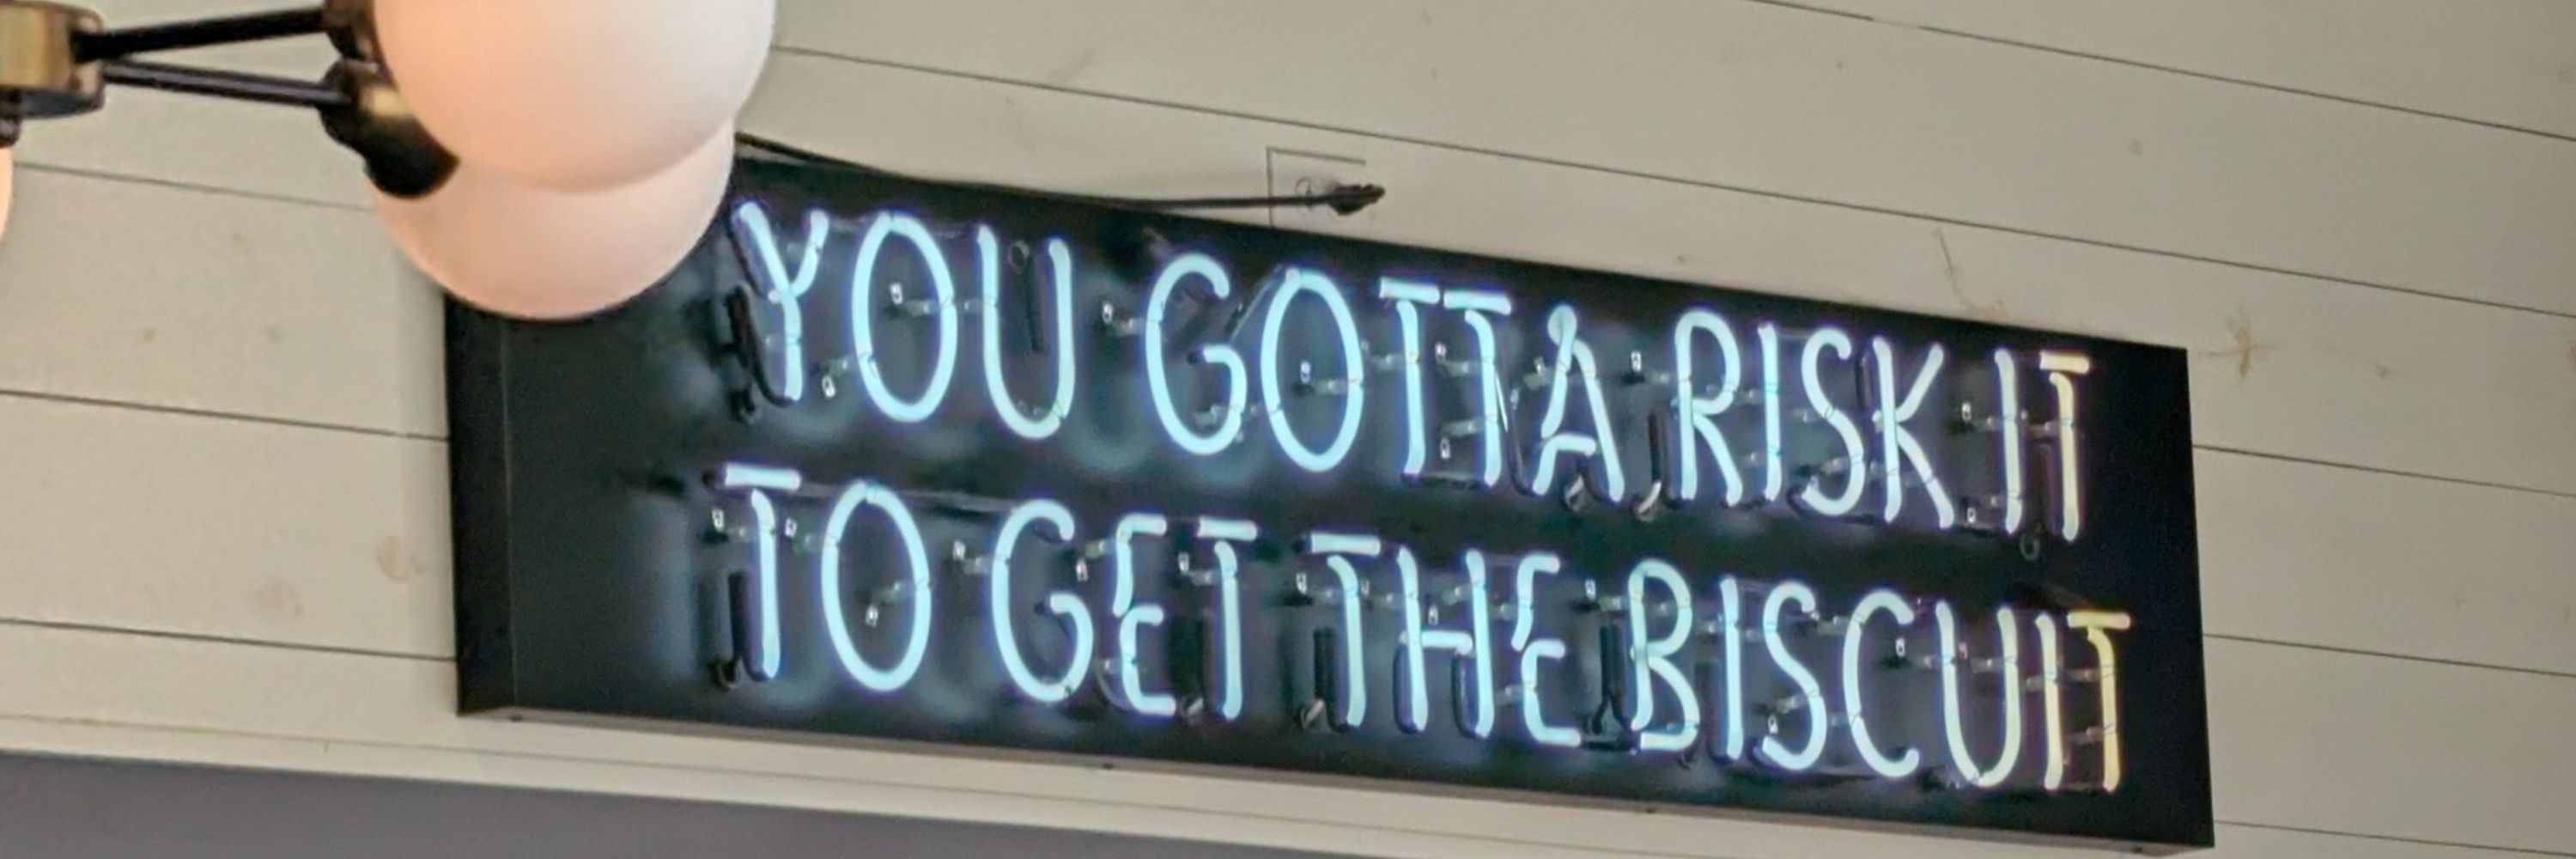 YOU GOTTA RISK IT
TO GET THE BISCUIT